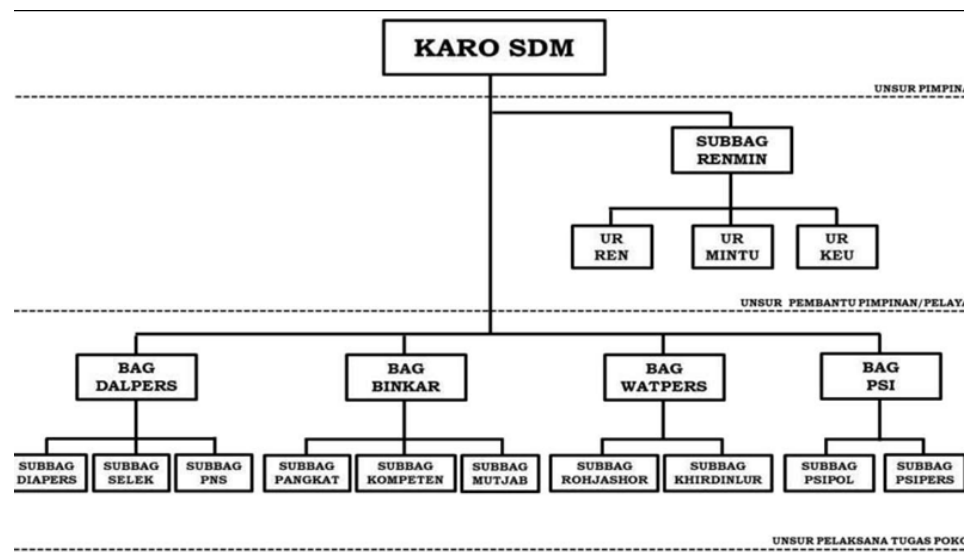 KARO SDM
UNSUR PIMPINA
SUBBAG
RENMIN
UR
REN
UR
MINTU
UR
KEU
UNSUR PEMBANTU PIMPINAN/PELAYA
BAG
DALPERS
BAG
BINKAR
BAG
WATPERS
BAG
PSI
SUBBAG
DIAPERS
SUBBAG
SELEK
SUBBAG
PNS
SUBBAG
PANGKAT
SUBBAG
KOMPETEN
SUBBAG
MUTJAB
SUBBAG
ROHJASHOR
SUBBAG
KHIRDINLUR
SUBBAG
PSIPOL
SUBBAG
PSIPERS
UNSUR PELAKSANA TUGAS POKO